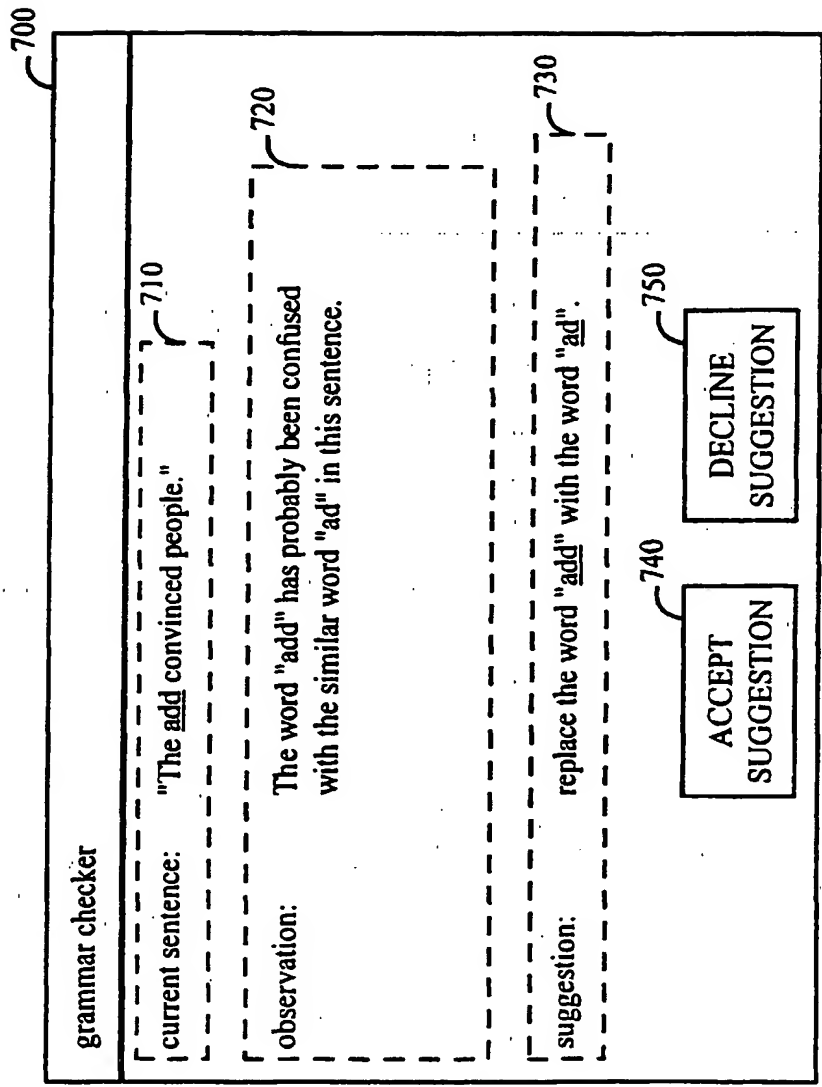 700
grammar checker
710
current sentence: "The add convinced people."
720
observation: The word "add" has probably been confused
with the similar word "ad" in this sentence.
730
suggestion: replace the word "add" with the word "ad".
740
ACCEPT
SUGGESTION
750
DECLINE
SUGGESTION